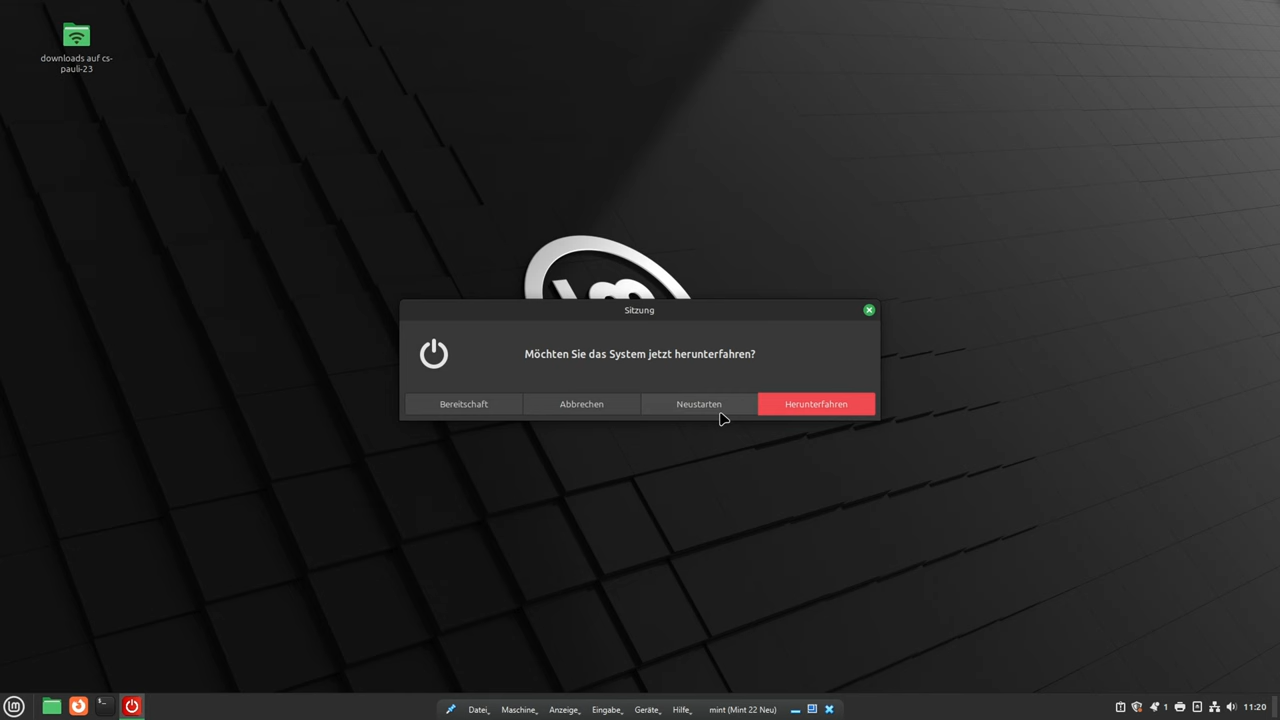 downloads auf cs-
pauli-23
Sitzung
Möchten Sie das System jetzt herunterfahren?
Bereitschaft
Abbrechen
Neustarten
Herunterfahren
Datei
Maschine
Anzeige
Eingabe
Geräte
Hilfe
mint (Mint 22 Neu)
1
11:20